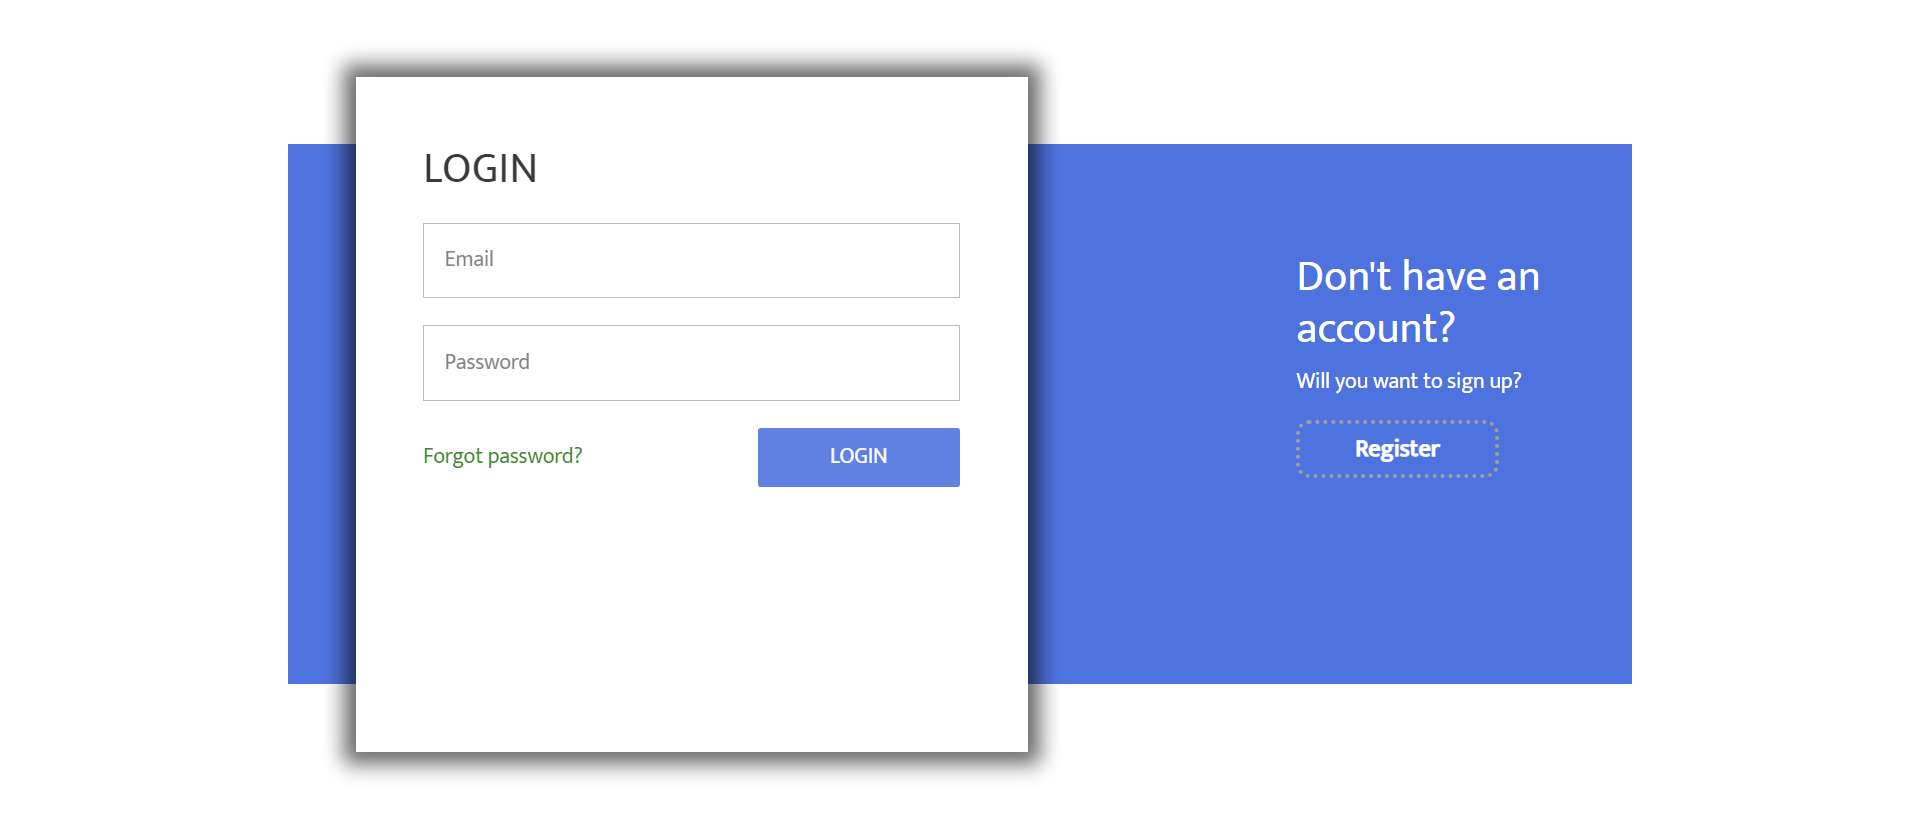 LOGIN
Email
Password
Forgot password?
LOGIN
Don't have an
account?
Will you want to sign up?
Register